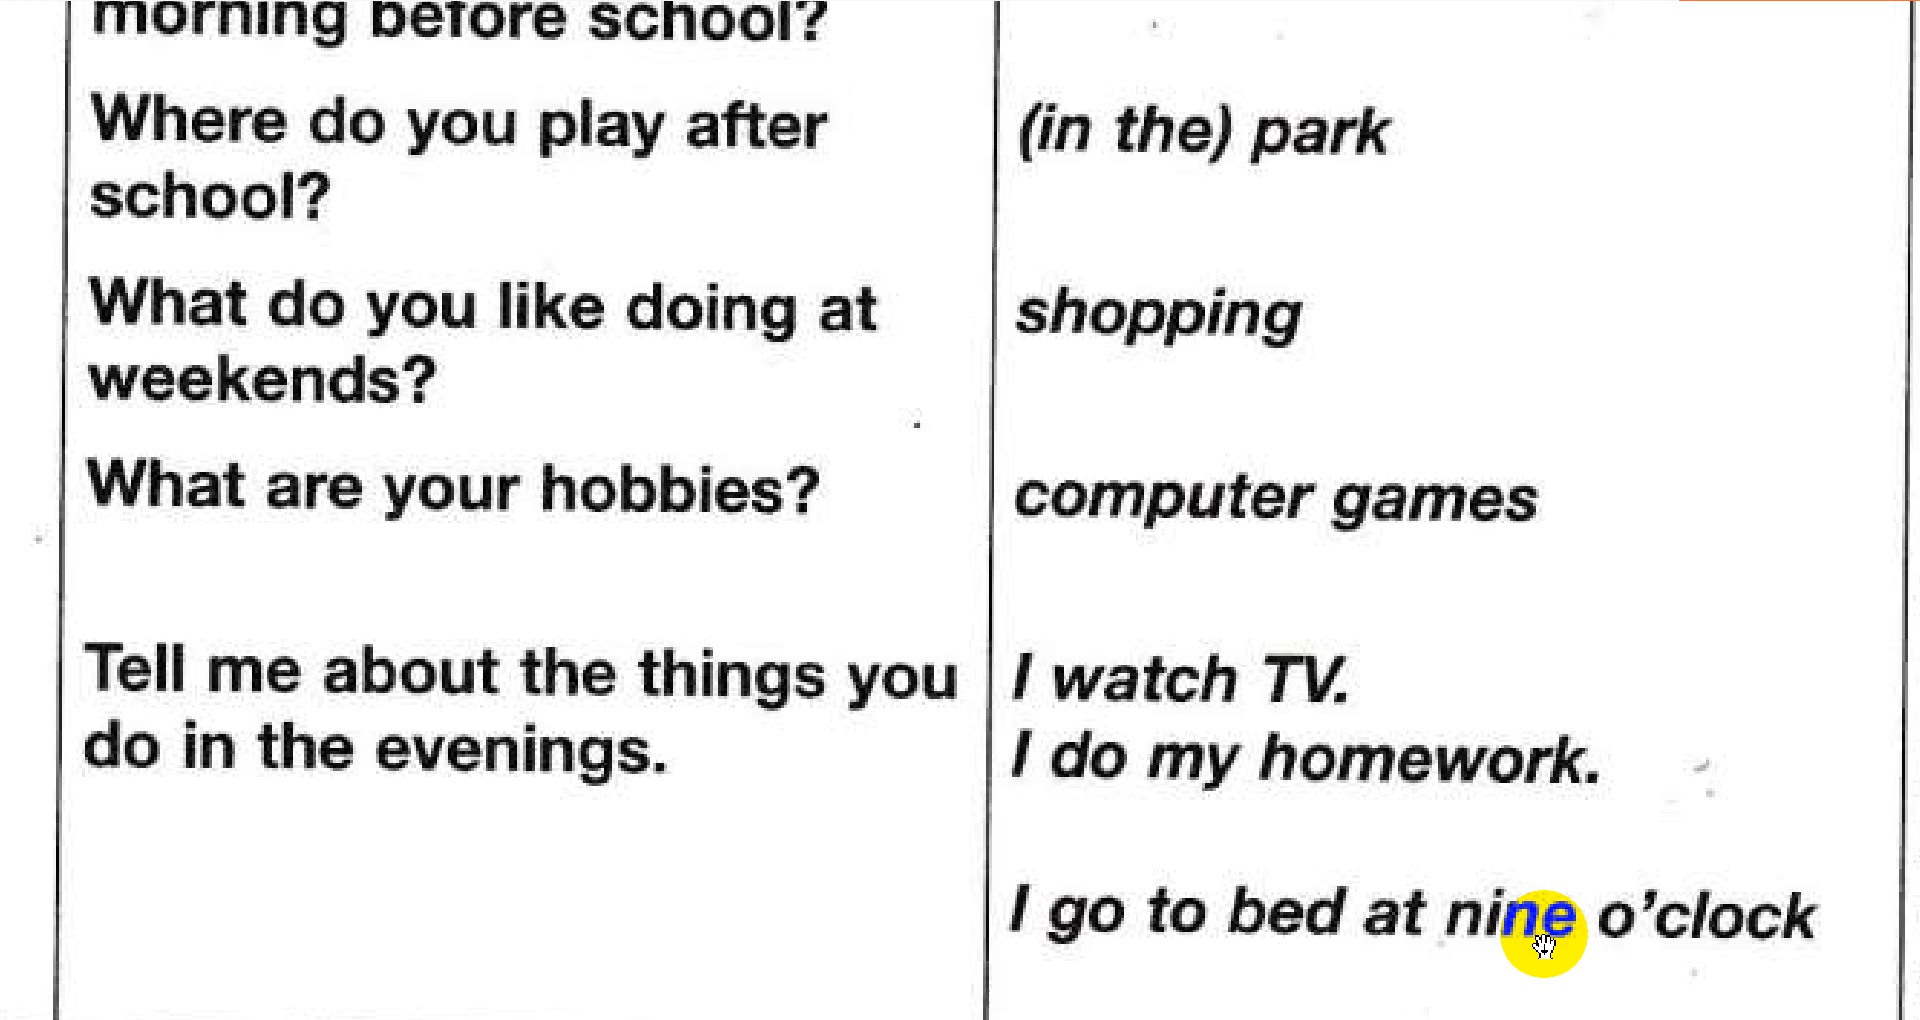 morning before school?
Where do you play after
school?
(in the) park
What do you like doing at
weekends?
shopping
What are your hobbies?
computer games
Tell me about the things you
do in the evenings.
I watch TV.
I do my homework.
I go to bed at nine o'clock